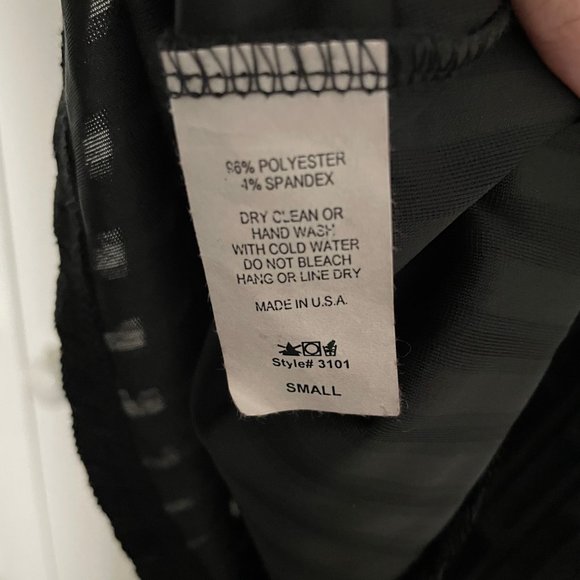 96% POLYESTER
4% SPANDEX
DRY CLEAN OR
HAND WASH
WITH COLD WATER
DO NOT BLEACH
HANG OR LINE DRY
MADE IN U.S.A.
Style# 3101
SMALL